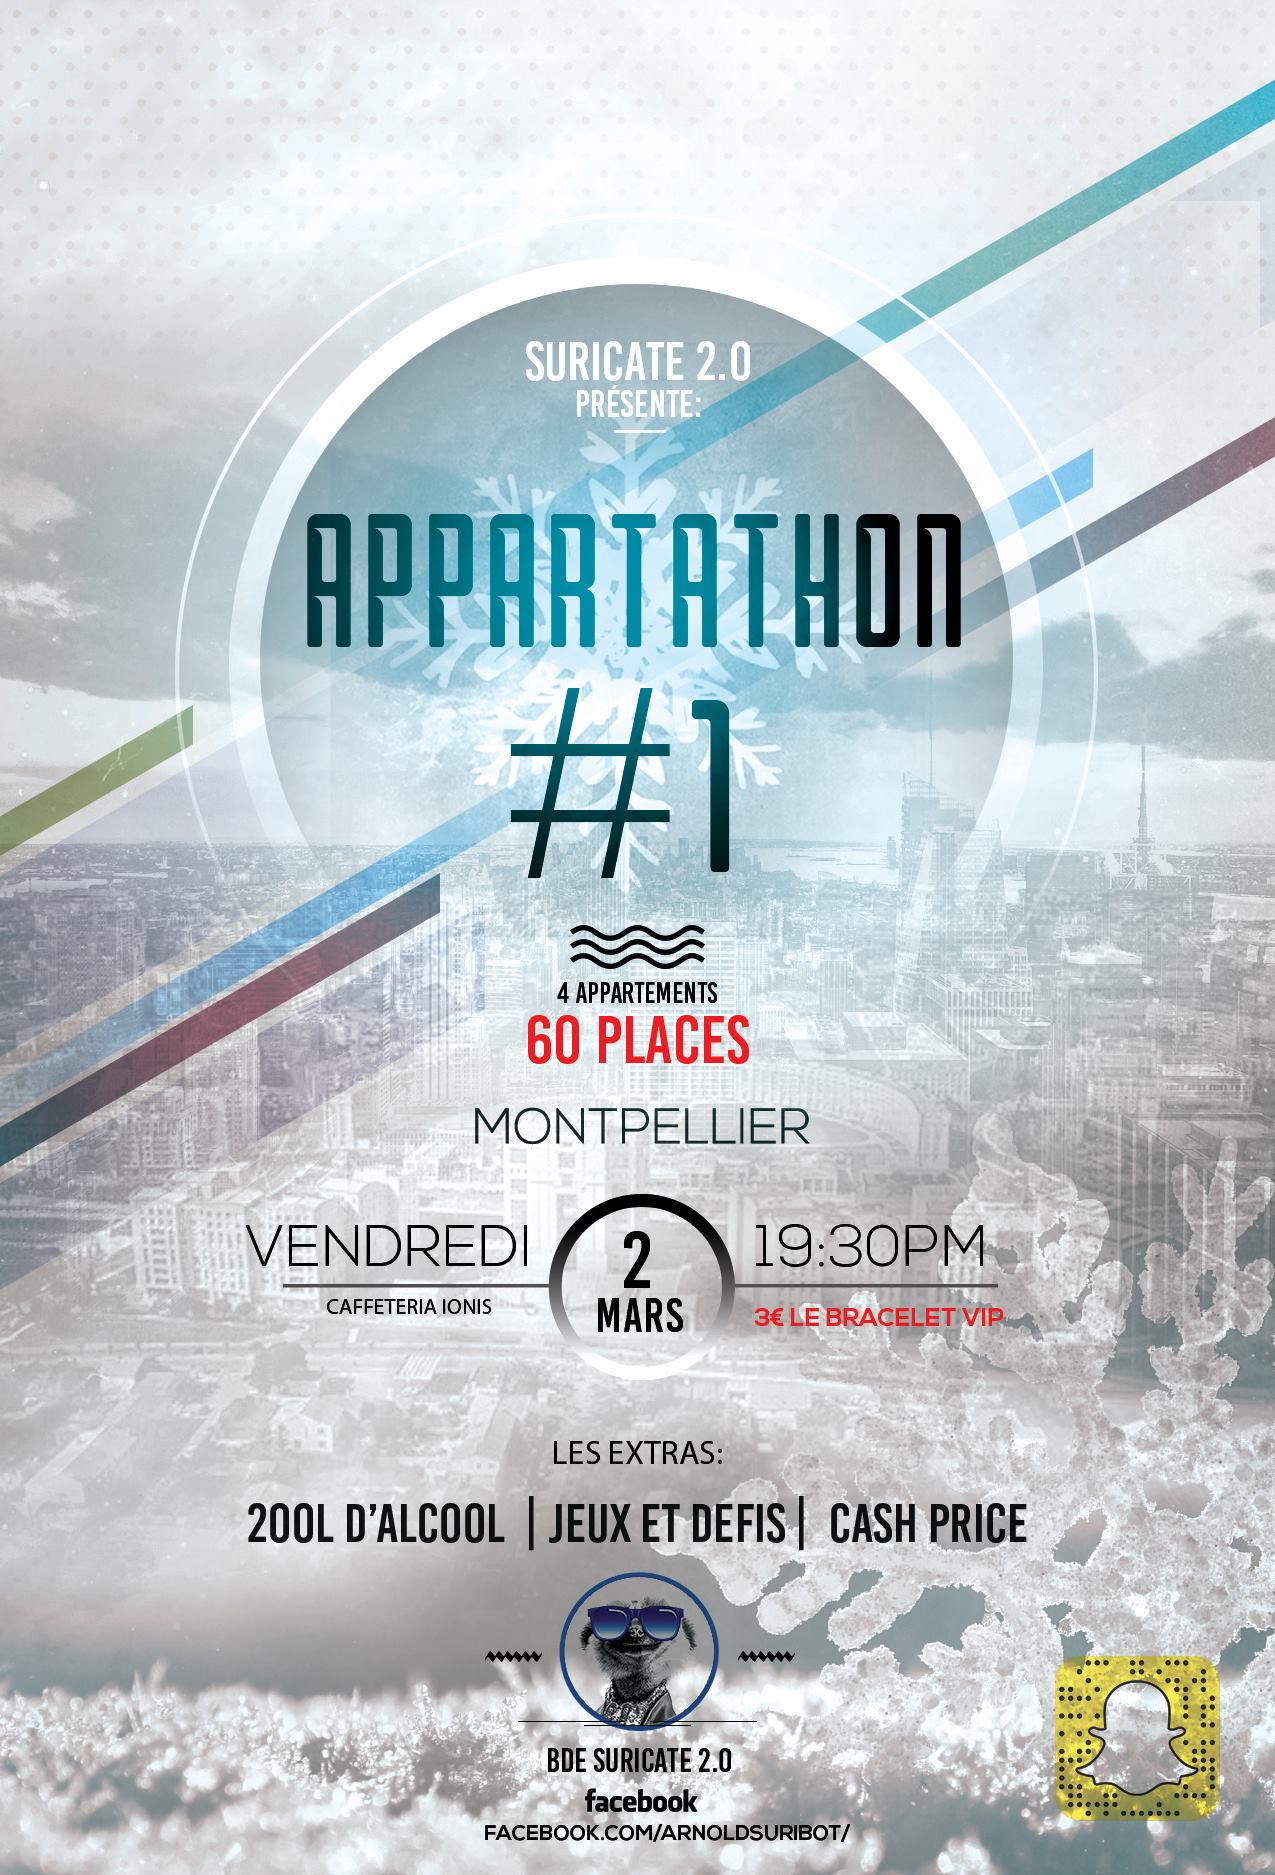 SURICATE 2.0
PRÉSENTE:
APPARTATHON
#1
4 APPARTEMENTS
60 PLACES
MONTPELLIER
VENDREDI
CAFFETERIA IONIS
2
MARS
19:30PM
3€ LE BRACELET VIP
LES EXTRAS:
200L D'ALCOOL | JEUX ET DEFIS | CASH PRICE
BDE SURICATE 2.0
facebook
FACEBOOK.COM/ARNOLDSURIBOT/